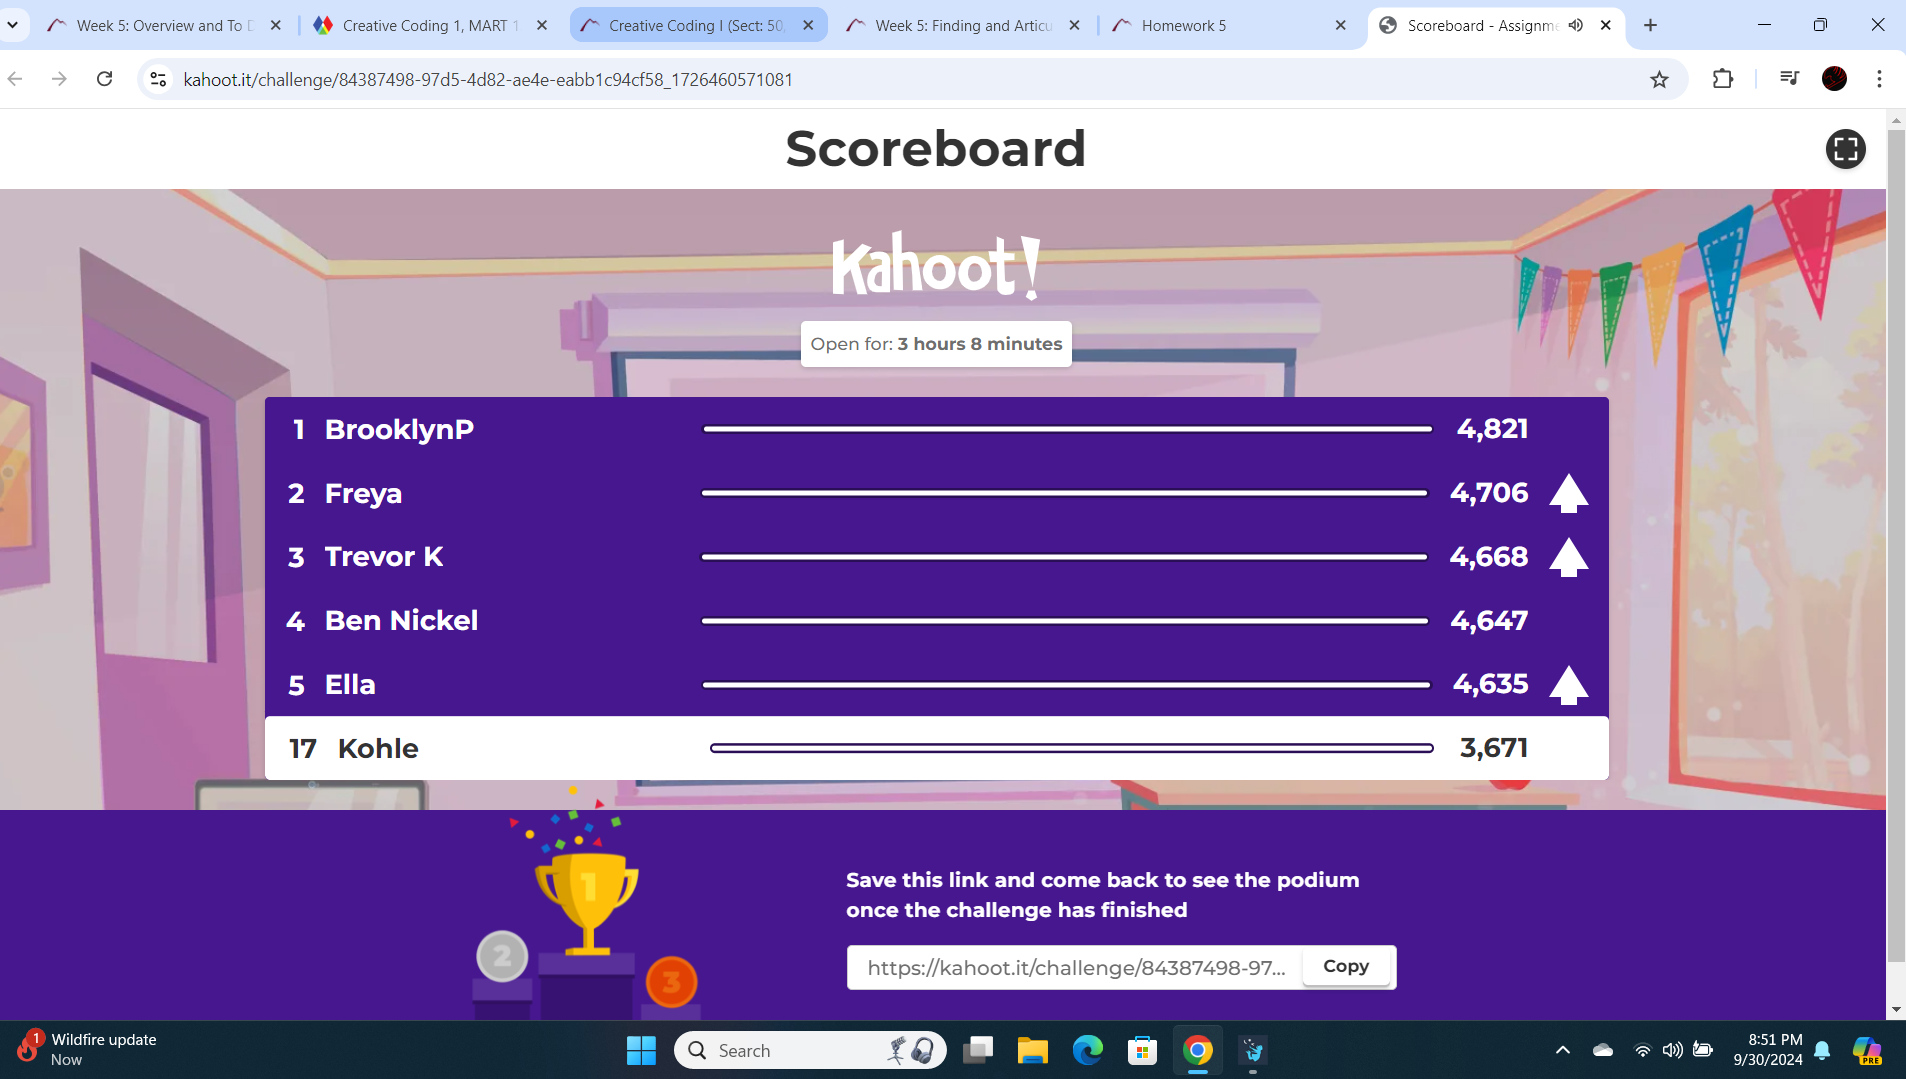 Week 5: Overview and To D
Creative Coding 1, MART 1
Creative Coding I (Sect: 50,
Week 5: Finding and Articu
Homework 5
Scoreboard - Assignme
kahoot.it/challenge/84387498-97d5-4d82-ae4e-eabb1c94cf58_1726460571081
Scoreboard
Kahoot!
Open for: 3 hours 8 minutes
1 BrooklynP 4,821
2 Freya 4,706
3 Trevor K 4,668
4 Ben Nickel 4,647
5 Ella 4,635
17 Kohle 3,671
1
2
3
Save this link and come back to see the podium
once the challenge has finished
https://kahoot.it/challenge/84387498-97... Copy
1
Wildfire update
Now
Search
8:51 PM
9/30/2024
PRE